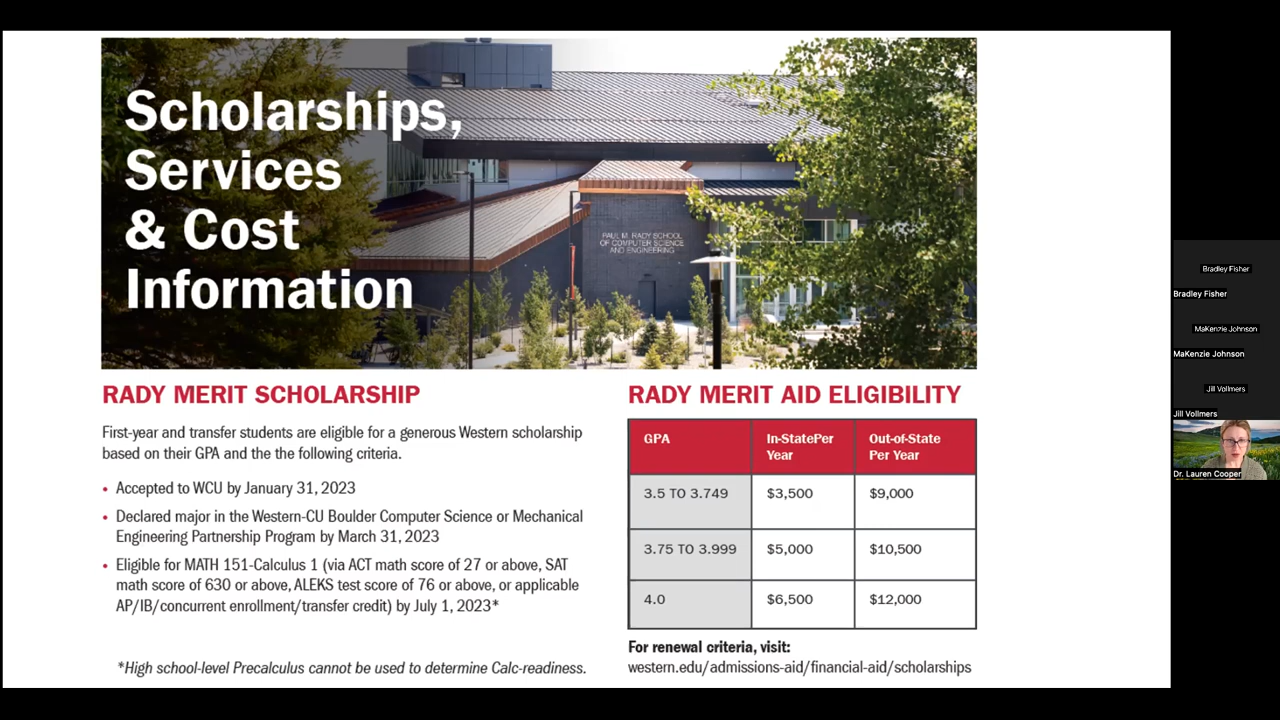 Scholarships,
Services
& Cost
Information
PAUL M. RADY SCHOOL
OF COMPUTER SCIENCE
AND ENGINEERING
RADY MERIT SCHOLARSHIP
First-year and transfer students are eligible for a generous Western scholarship
based on their GPA and the the following criteria.
• Accepted to WCU by January 31, 2023
• Declared major in the Western-CU Boulder Computer Science or Mechanical
Engineering Partnership Program by March 31, 2023
• Eligible for MATH 151-Calculus 1 (via ACT math score of 27 or above, SAT
math score of 630 or above, ALEKS test score of 76 or above, or applicable
AP/IB/concurrent enrollment/transfer credit) by July 1, 2023*
*High school-level Precalculus cannot be used to determine Calc-readiness.
RADY MERIT AID ELIGIBILITY
GPA In-StatePer Year Out-of-State Per Year
3.5 TO 3.749 $3,500 $9,000
3.75 TO 3.999 $5,000 $10,500
4.0 $6,500 $12,000
For renewal criteria, visit:
western.edu/admissions-aid/financial-aid/scholarships
Bradley Fisher
Bradley Fisher
MaKenzie Johnson
MaKenzie Johnson
Jill Vollmers
Jill Vollmers
Dr. Lauren Cooper